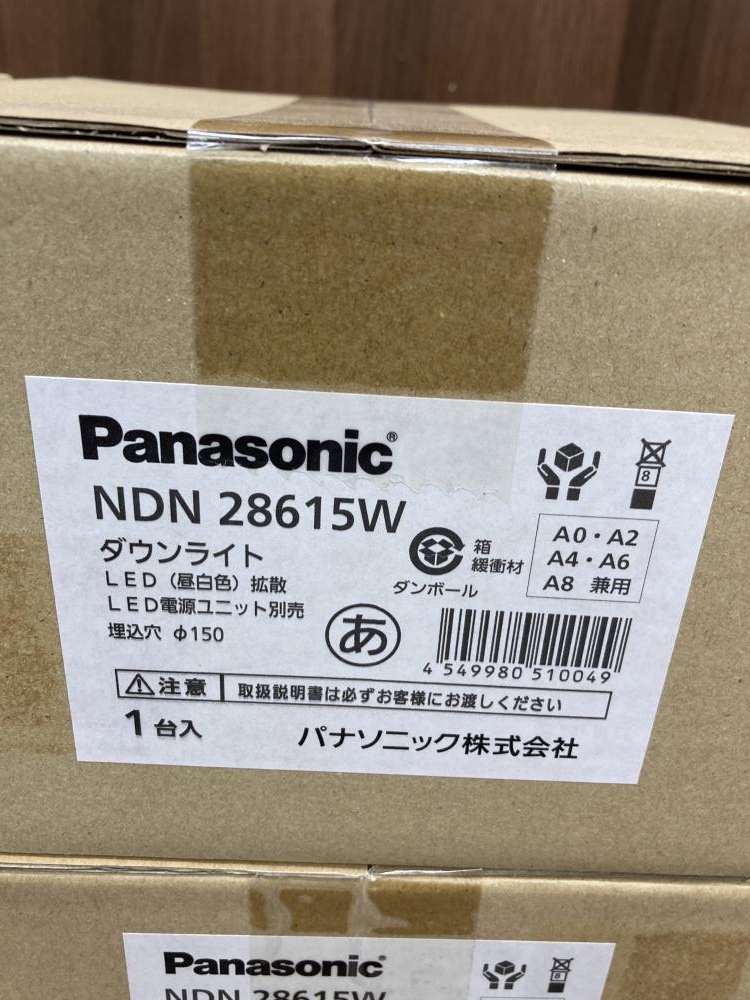 Panasonic®
NDN 28615W
ダウンライト
LED（昼白色）拡散
LED電源ユニット別売
埋込穴 φ150
8
箱
緩衝材
ダンボール
A0・A2
A4・A6
A8 兼用
あ
4 549980 510049
注意 取扱説明書は必ずお客様にお渡しください
1台入
パナソニック株式会社
Panasonic®
8
NDN 28615W